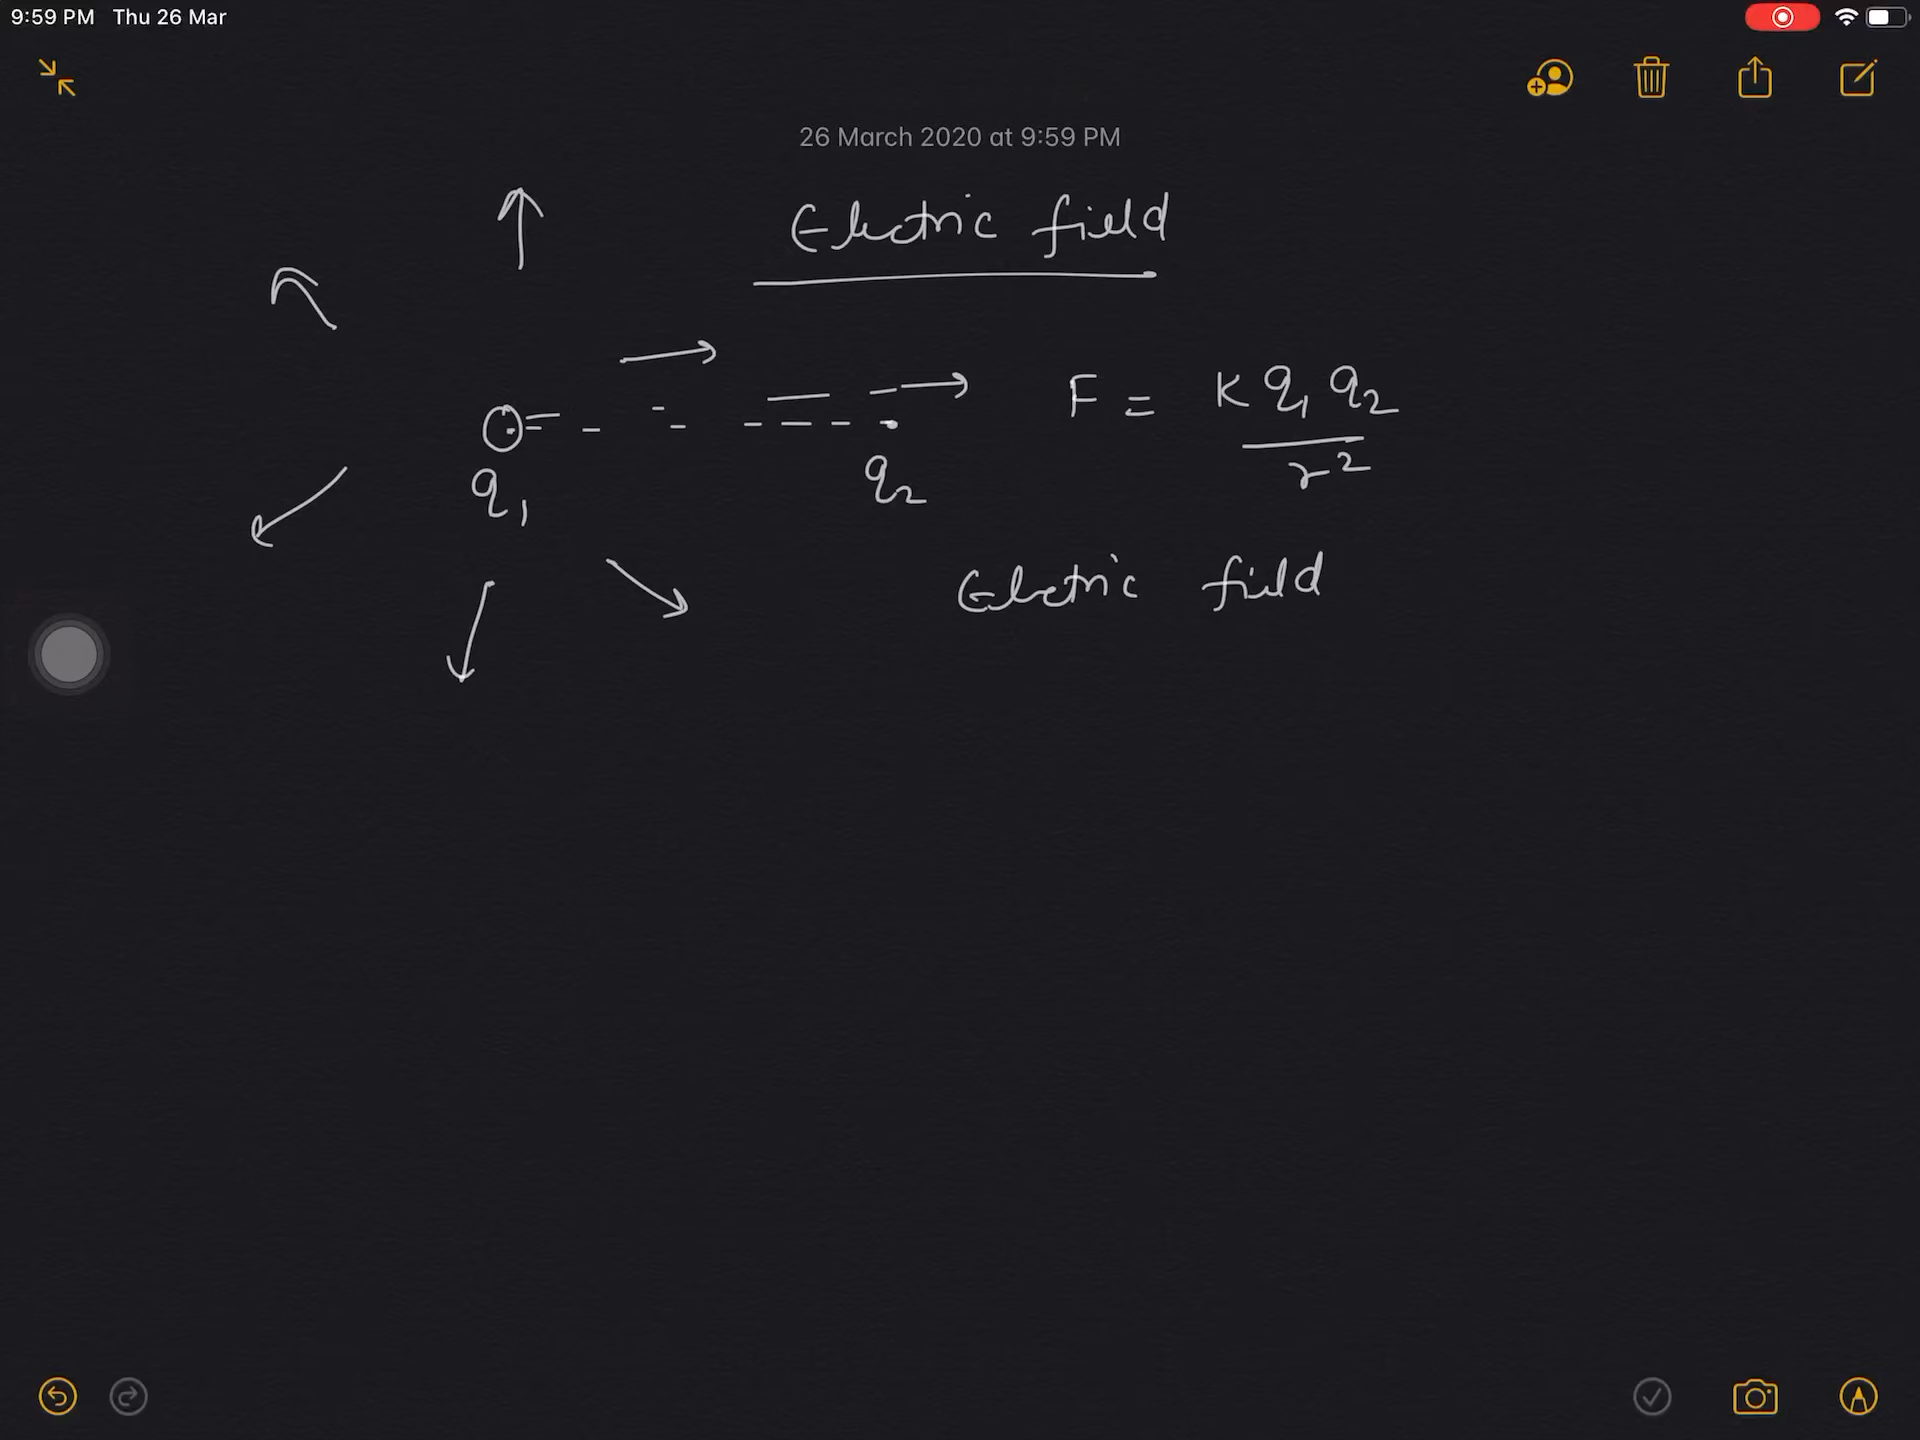 9:59 PM Thu 26 Mar
26 March 2020 at 9:59 PM
Electric field
F = K q₁ q₂
r²
q₁
q₂
Electric field